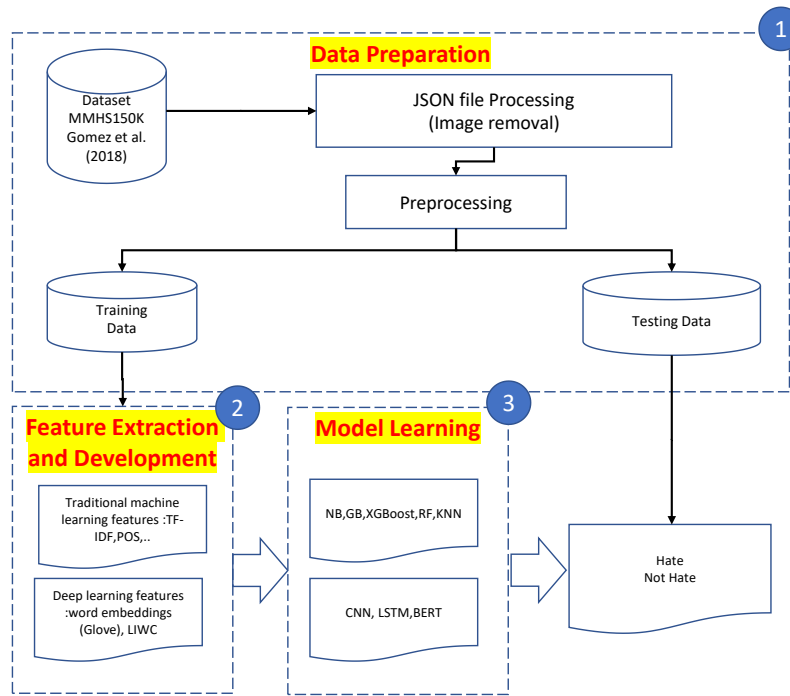 1
Data Preparation
Dataset
MMHS150K
Gomez et al.
(2018)
JSON file Processing
(Image removal)
Preprocessing
Training
Data
Testing Data
2
Feature Extraction
and Development
Traditional machine
learning features :TF-
IDF,POS,..
Deep learning features
:word embeddings
(Glove), LIWC
3
Model Learning
NB,GB,XGBoost,RF,KNN
CNN, LSTM,BERT
Hate
Not Hate